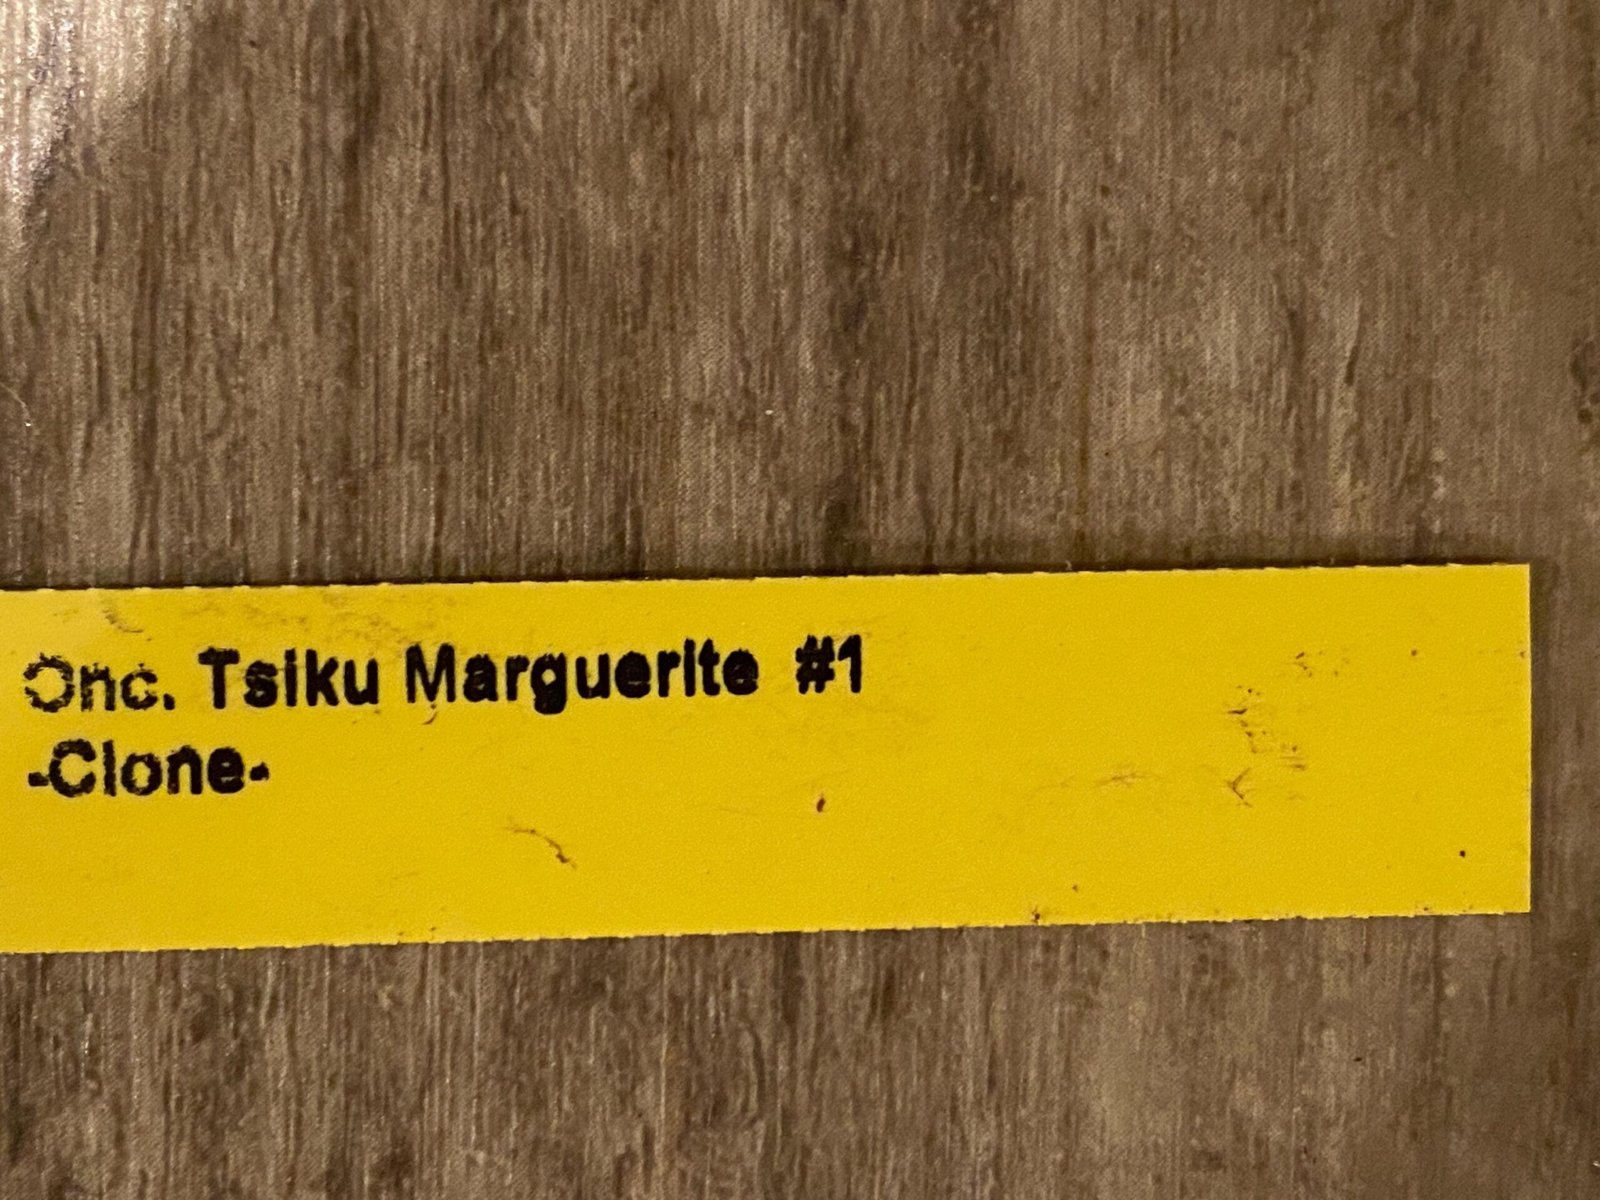 Onc. Tsiku Marguerite #1
-Clone-